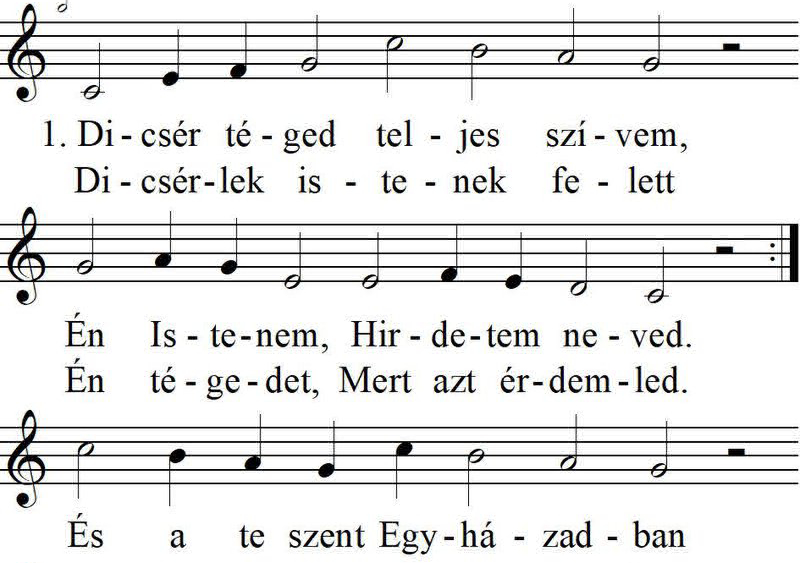 1. Di - csér té - ged tel - jes szí - vem,
Di - csér - lek is - te - nek fe - lett
Én Is - te - nem, Hir - de - tem ne - ved.
Én té - ge - det, Mert azt ér - dem - led.
És a te szent Egy - há - zad - ban